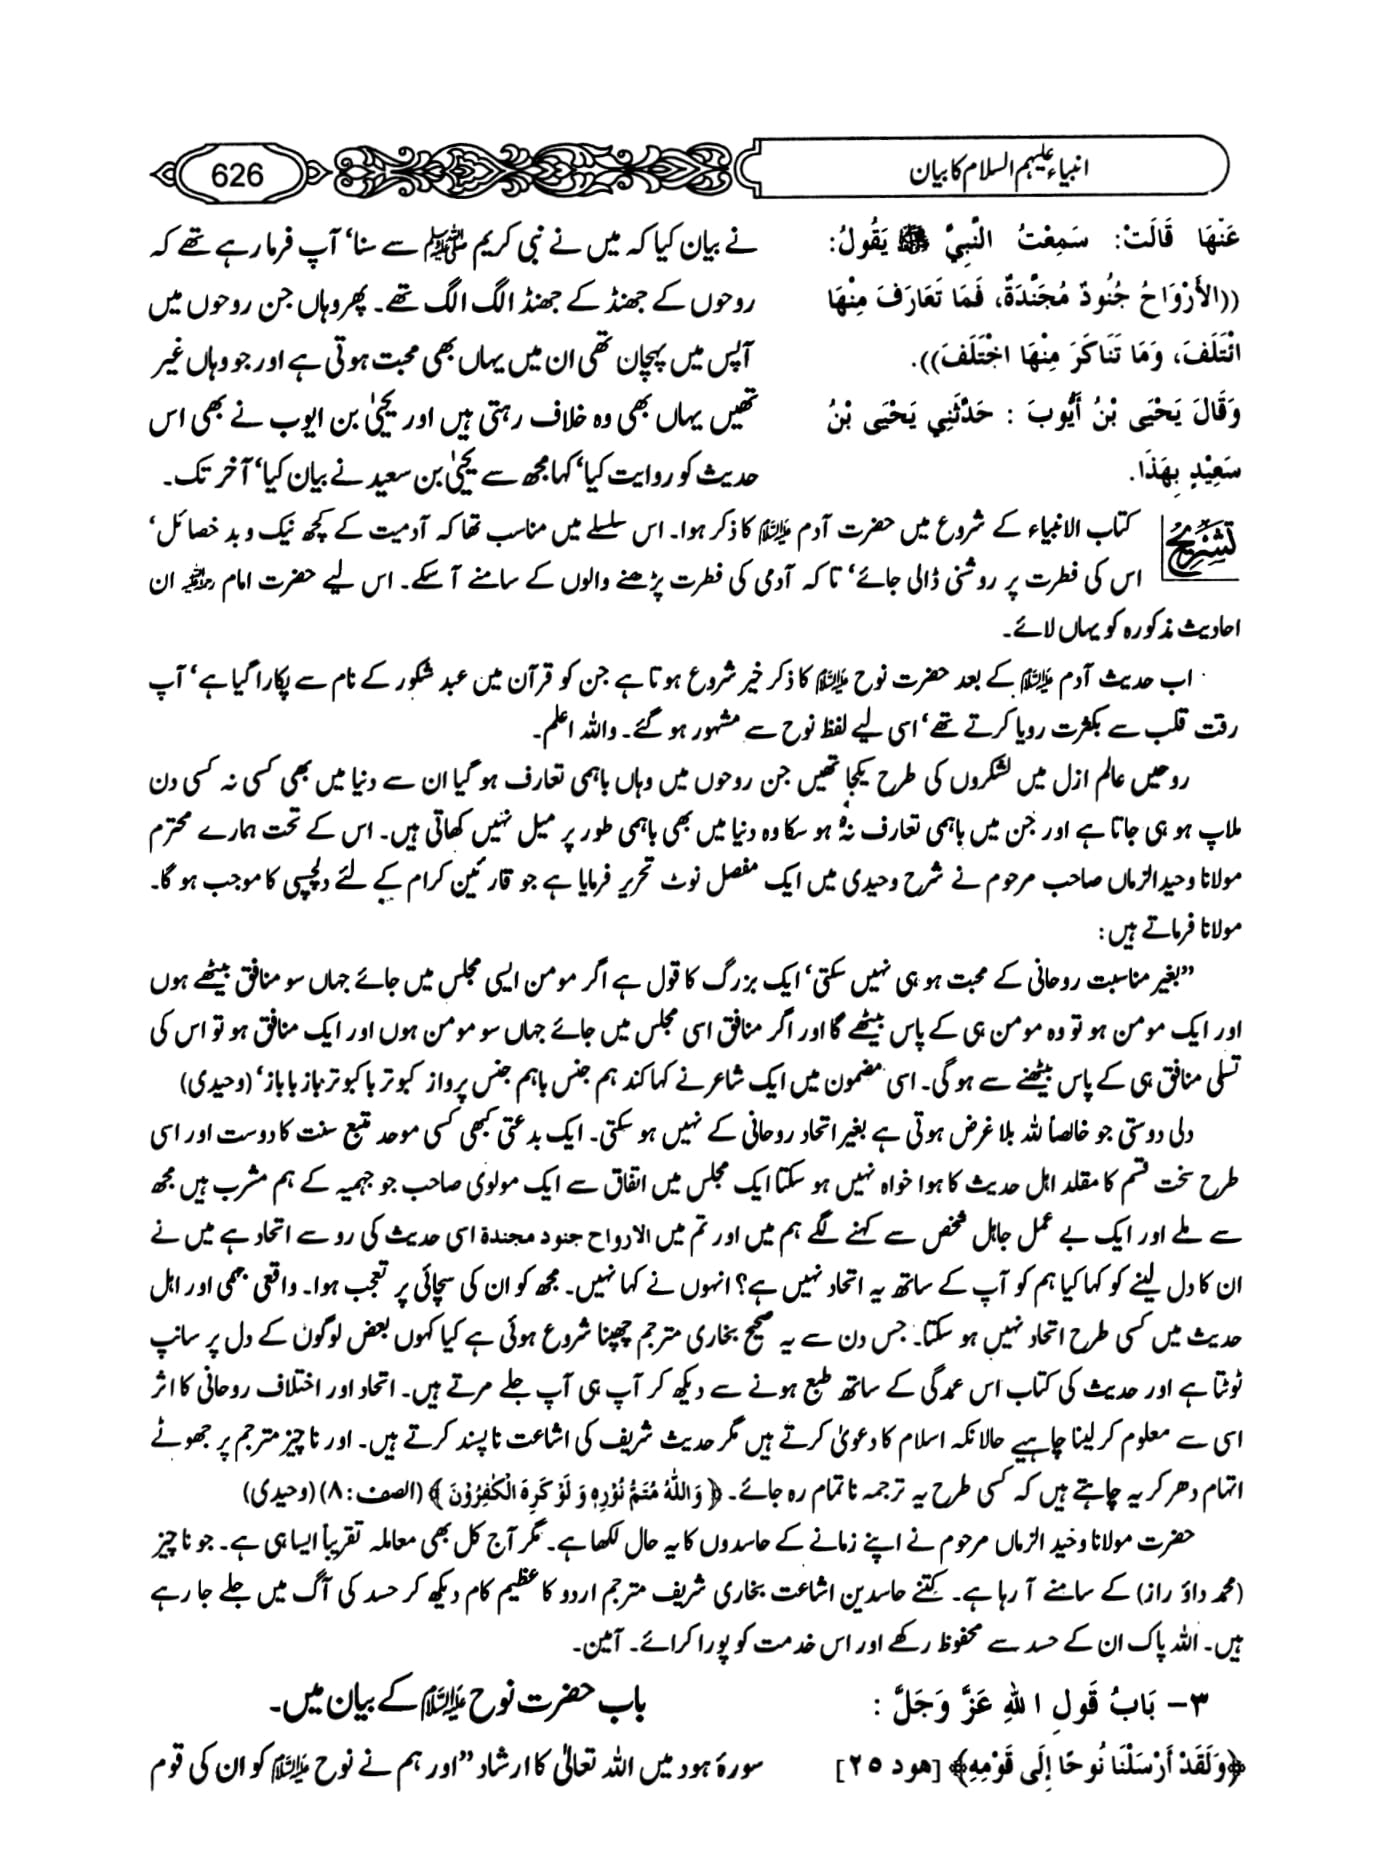 انبیاء علیہم السلام کا بیان
626
عَنْهَا قَالَتْ: سَمِعْتُ النَّبِيَّ ﷺ يَقُولُ:
((الأَرْوَاحُ جُنُودٌ مُجَنَّدَةٌ، فَمَا تَعَارَفَ مِنْهَا
ائْتَلَفَ، وَمَا تَنَاكَرَ مِنْهَا اخْتَلَفَ)).
وَقَالَ يَحْيَى بْنُ أَيُّوبَ : حَدَّثَنِي يَحْيَى بْنُ
سَعِيْدٍ بِهَذَا.
نے بیان کیا کہ میں نے نبی کریم ﷺ سے سنا، آپ فرما رہے تھے کہ
روحوں کے جھنڈ کے جھنڈ الگ الگ تھے۔ پھر وہاں جن روحوں میں
آپس میں پہچان تھی ان میں یہاں بھی محبت ہوتی ہے اور جو وہاں غیر
تھیں یہاں بھی وہ خلاف رہتی ہیں اور یحییٰ بن ایوب نے بھی اس
حدیث کو روایت کیا، کہا مجھ سے یحییٰ بن سعید نے بیان کیا، آخر تک۔
تشریح کتاب الانبیاء کے شروع میں حضرت آدم علیہ السلام کا ذکر ہوا۔ اس سلسلے میں مناسب تھا کہ آدمیت کے کچھ نیک و بد خصائل،
اس کی فطرت پر روشنی ڈالی جائے، تا کہ آدمی کی فطرت پڑھنے والوں کے سامنے آ سکے۔ اس لیے حضرت امام رحمہ اللہ ان
احادیث مذکورہ کو یہاں لائے۔
اب حدیث آدم علیہ السلام کے بعد حضرت نوح علیہ السلام کا ذکر خیر شروع ہوتا ہے جن کو قرآن میں عبد شکور کے نام سے پکارا گیا ہے، آپ
رقت قلب سے بکثرت رویا کرتے تھے، اسی لیے لفظ نوح سے مشہور ہو گئے۔ واللہ اعلم۔
روحیں عالم ازل میں لشکروں کی طرح یکجا تھیں جن روحوں میں وہاں باہمی تعارف ہو گیا ان سے دنیا میں بھی کسی نہ کسی دن
ملاپ ہو ہی جاتا ہے اور جن میں باہمی تعارف نہ ہو سکا وہ دنیا میں بھی باہمی طور پر میل نہیں کھاتی ہیں۔ اس کے تحت ہمارے محترم
مولانا وحید الزماں صاحب مرحوم نے شرح وحیدی میں ایک مفصل نوٹ تحریر فرمایا ہے جو قارئین کرام کے لئے دلچسپی کا موجب ہو گا۔
مولانا فرماتے ہیں:
"بغیر مناسبت روحانی کے محبت ہو ہی نہیں سکتی، ایک بزرگ کا قول ہے اگر مومن ایسی مجلس میں جائے جہاں سو منافق بیٹھے ہوں
اور ایک مومن ہو تو وہ مومن ہی کے پاس بیٹھے گا اور اگر منافق اسی مجلس میں جائے جہاں سو مومن ہوں اور ایک منافق ہو تو اس کی
تسلی منافق ہی کے پاس بیٹھنے سے ہو گی۔ اسی مضمون میں ایک شاعر نے کہا کند ہم جنس باہم جنس پرواز کبوتر با کبوتر باز با باز، (وحیدی)
دلی دوستی جو خالصاً للہ بلا غرض ہوتی ہے بغیر اتحاد روحانی کے نہیں ہو سکتی۔ ایک بدعتی کبھی کسی موحد متبع سنت کا دوست اور اسی
طرح سخت قسم کا مقلد اہل حدیث کا ہوا خواہ نہیں ہو سکتا ایک مجلس میں اتفاق سے ایک مولوی صاحب جو جہمیہ کے ہم مشرب ہیں مجھ
سے ملے اور ایک بے عمل جاہل شخص سے کہنے لگے ہم میں اور تم میں الارواح جنود مجندۃ اسی حدیث کی رو سے اتحاد ہے میں نے
ان کا دل لینے کو کہا کیا ہم کو آپ کے ساتھ یہ اتحاد نہیں ہے؟ انہوں نے کہا نہیں۔ مجھ کو ان کی سچائی پر تعجب ہوا۔ واقعی جہمی اور اہل
حدیث میں کسی طرح اتحاد نہیں ہو سکتا۔ جس دن سے یہ صحیح بخاری مترجم چھپنا شروع ہوئی ہے کیا کہوں بعض لوگوں کے دل پر سانپ
لوٹتا ہے اور حدیث کی کتاب اس عمدگی کے ساتھ طبع ہونے سے دیکھ کر آپ ہی آپ جلے مرتے ہیں۔ اتحاد اور اختلاف روحانی کا اثر
اسی سے معلوم کر لینا چاہیے حالانکہ اسلام کا دعویٰ کرتے ہیں مگر حدیث شریف کی اشاعت ناپسند کرتے ہیں۔ اور ناچیز مترجم پر جھوٹے
اتہام دھر کر یہ چاہتے ہیں کہ کسی طرح یہ ترجمہ ناتمام رہ جائے۔ ﴿ وَاللّٰهُ مُتِمُّ نُوْرِهٖ وَ لَوْ كَرِهَ الْكٰفِرُوْنَ ﴾ (الصف: ۸) (وحیدی)
حضرت مولانا وحید الزماں مرحوم نے اپنے زمانے کے حاسدوں کا یہ حال لکھا ہے۔ مگر آج کل بھی معاملہ تقریباً ایسا ہی ہے۔ جو ناچیز
(محمد داؤد راز) کے سامنے آ رہا ہے۔ کتنے حاسدین اشاعت بخاری شریف مترجم اردو کا عظیم کام دیکھ کر حسد کی آگ میں جلے جا رہے
ہیں۔ اللہ پاک ان کے حسد سے محفوظ رکھے اور اس خدمت کو پورا کرائے۔ آمین۔
٣- بَابُ قَولِ اللهِ عَزَّ وَجَلَّ :
﴿وَلَقَدْ أَرْسَلْنَا نُوحًا إِلَى قَوْمِهِ﴾ [هود ٢٥]
باب حضرت نوح علیہ السلام کے بیان میں۔
سورۂ ہود میں اللہ تعالیٰ کا ارشاد "اور ہم نے نوح علیہ السلام کو ان کی قوم